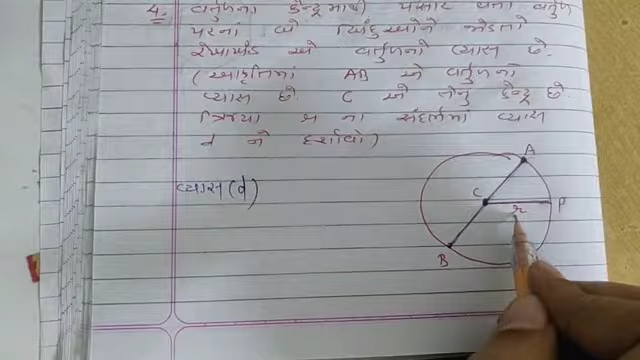 4. વર્તુળના કેન્દ્રમાંથી પસાર થતા વર્તુળ
પરનાં બે બિંદુઓને જોડતો
રેખાખંડ એ વર્તુળનો વ્યાસ છે.
(આકૃતિમાં AB એ વર્તુળનો
વ્યાસ છે. C એ તેનું કેન્દ્ર છે.
ત્રિજ્યા r ના સંદર્ભમાં વ્યાસ
d ને દર્શાવો)
વ્યાસ(d)
A
C
r
P
B